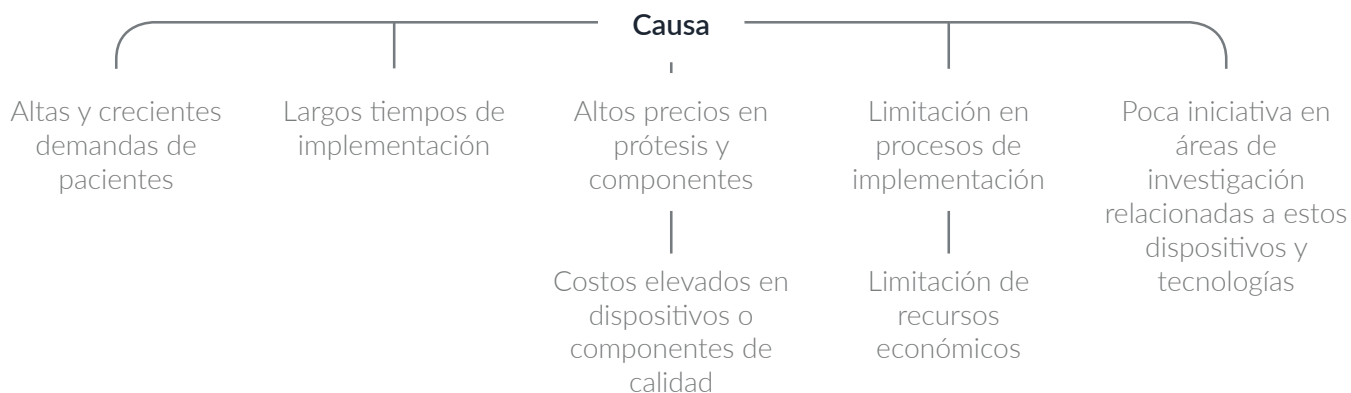 Causa
Altas y crecientes
demandas de
pacientes
Largos tiempos de
implementación
Altos precios en
prótesis y
componentes
Costos elevados en
dispositivos o
componentes de
calidad
Limitación en
procesos de
implementación
Limitación de
recursos
económicos
Poca iniciativa en
áreas de
investigación
relacionadas a estos
dispositivos y
tecnologías